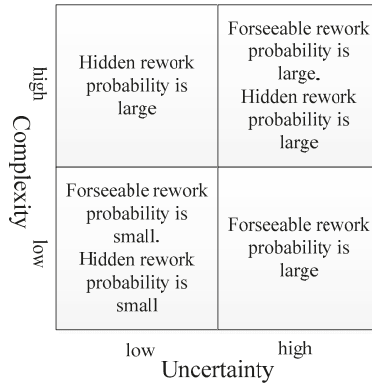 Hidden rework
probability is
large
Forseeable rework
probability is
large.
Hidden rework
probability is
large
Forseeable rework
probability is
small.
Hidden rework
probability is
small
Forseeable rework
probability is
large
high
Complexity
low
low
high
Uncertainty